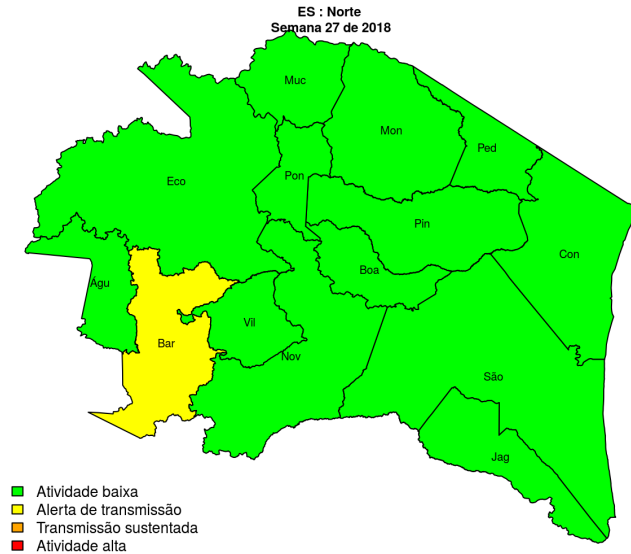 ES : Norte
Semana 27 de 2018
Muc
Mon
Ped
Eco
Pon
Pin
Con
Boa
Águ
Vil
Bar
Nov
São
Jag
Atividade baixa
Alerta de transmissão
Transmissão sustentada
Atividade alta